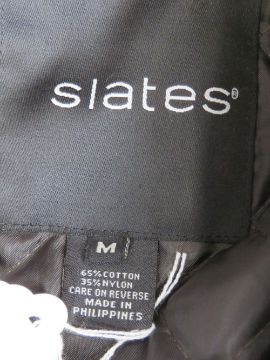 slates®
M
65% COTTON
35% NYLON
CARE ON REVERSE
MADE IN
PHILIPPINES